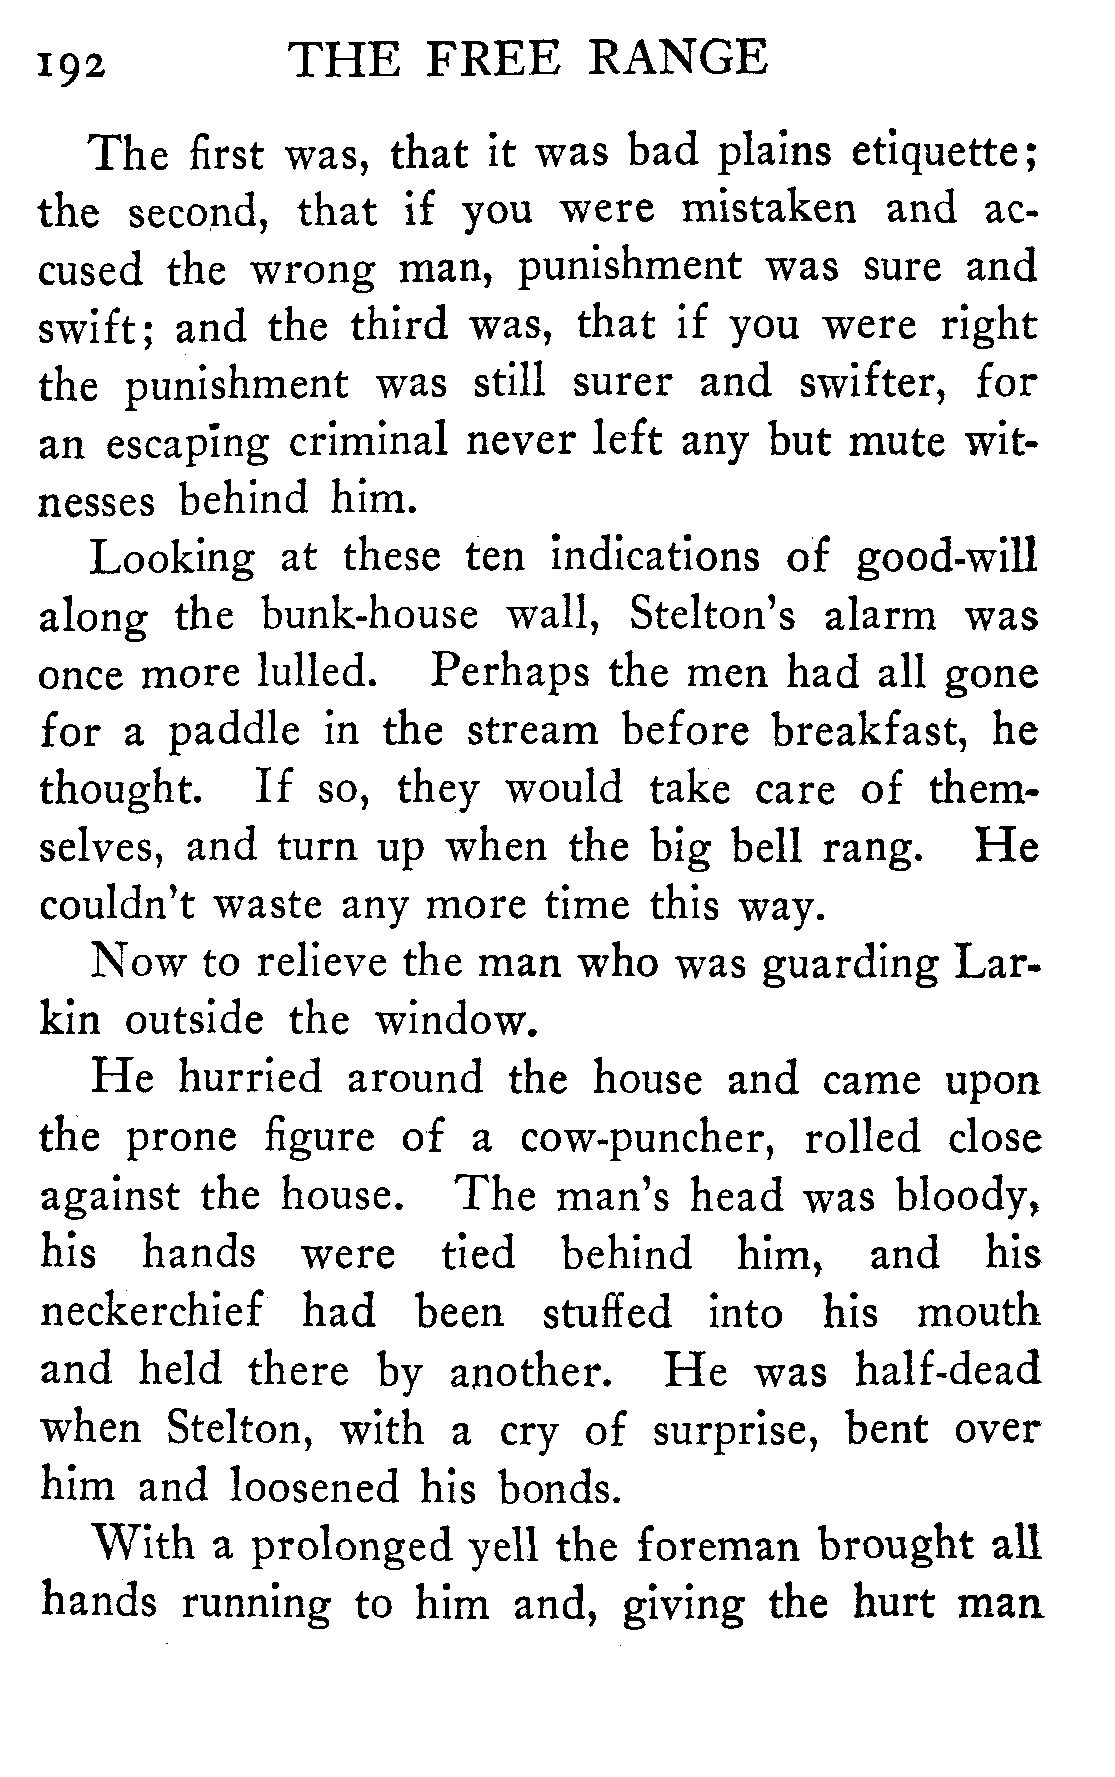 192 THE FREE RANGE
The first was, that it was bad plains etiquette;
the second, that if you were mistaken and ac-
cused the wrong man, punishment was sure and
swift; and the third was, that if you were right
the punishment was still surer and swifter, for
an escaping criminal never left any but mute wit-
nesses behind him.
Looking at these ten indications of good-will
along the bunk-house wall, Stelton's alarm was
once more lulled. Perhaps the men had all gone
for a paddle in the stream before breakfast, he
thought. If so, they would take care of them-
selves, and turn up when the big bell rang. He
couldn't waste any more time this way.
Now to relieve the man who was guarding Lar-
kin outside the window.
He hurried around the house and came upon
the prone figure of a cow-puncher, rolled close
against the house. The man's head was bloody,
his hands were tied behind him, and his
neckerchief had been stuffed into his mouth
and held there by another. He was half-dead
when Stelton, with a cry of surprise, bent over
him and loosened his bonds.
With a prolonged yell the foreman brought all
hands running to him and, giving the hurt man